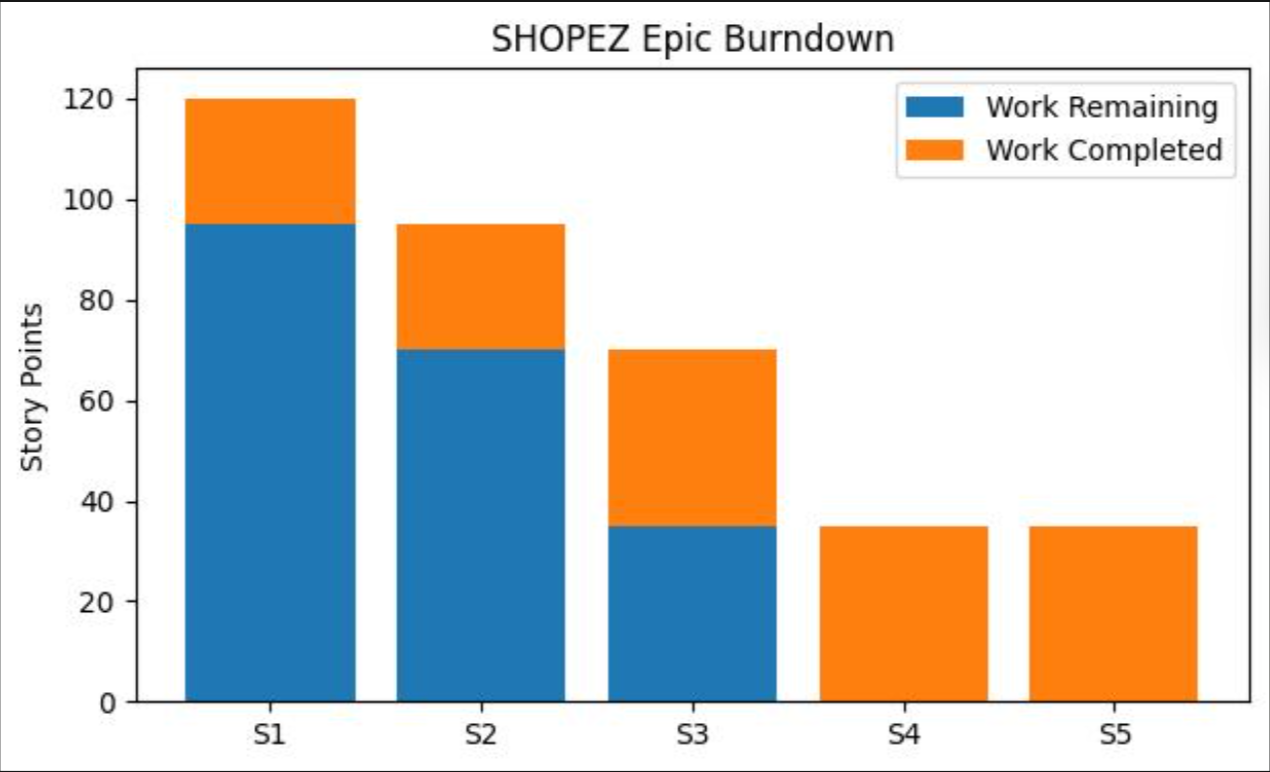 SHOPEZ Epic Burndown
Work Remaining
Work Completed
Story Points
120
100
80
60
40
20
0
S1 S2 S3 S4 S5